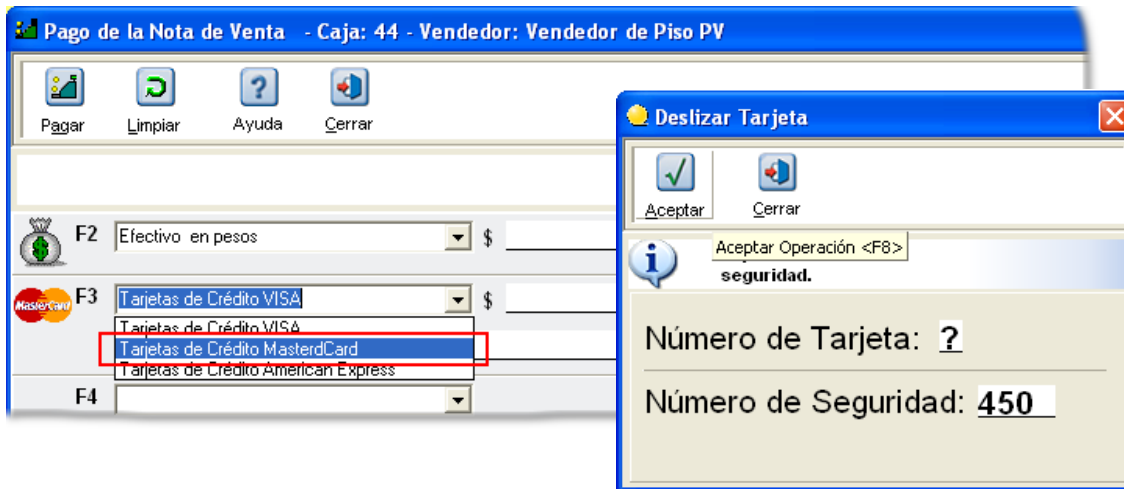 Pago de la Nota de Venta - Caja: 44 - Vendedor: Vendedor de Piso PV
Pagar Limpiar Ayuda Cerrar
F2 Efectivo en pesos $
MasterCard F3 Tarjetas de Crédito VISA $
Tarjetas de Crédito VISA
Tarjetas de Crédito MasterdCard
Tarjetas de Crédito American Express
F4
Deslizar Tarjeta
Aceptar Cerrar
Aceptar Operación <F8>
seguridad.
Número de Tarjeta: ?
Número de Seguridad: 450